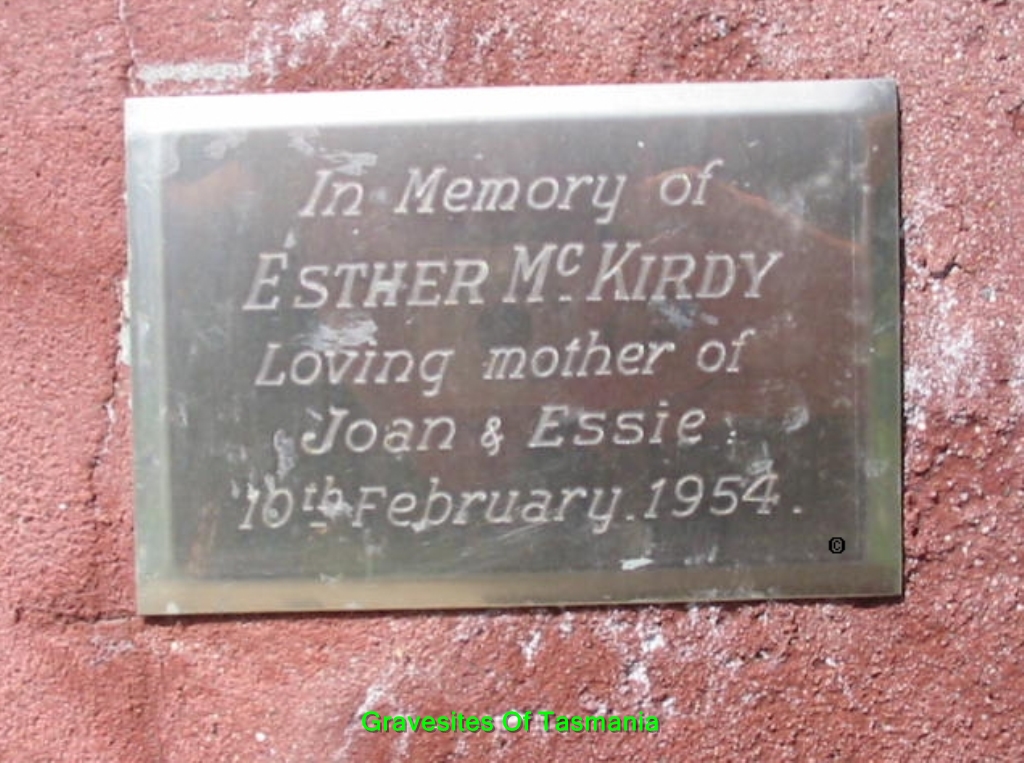 In Memory of
ESTHER McKIRDY
Loving mother of
Joan & Essie
10th February. 1954.
©
Gravesites Of Tasmania